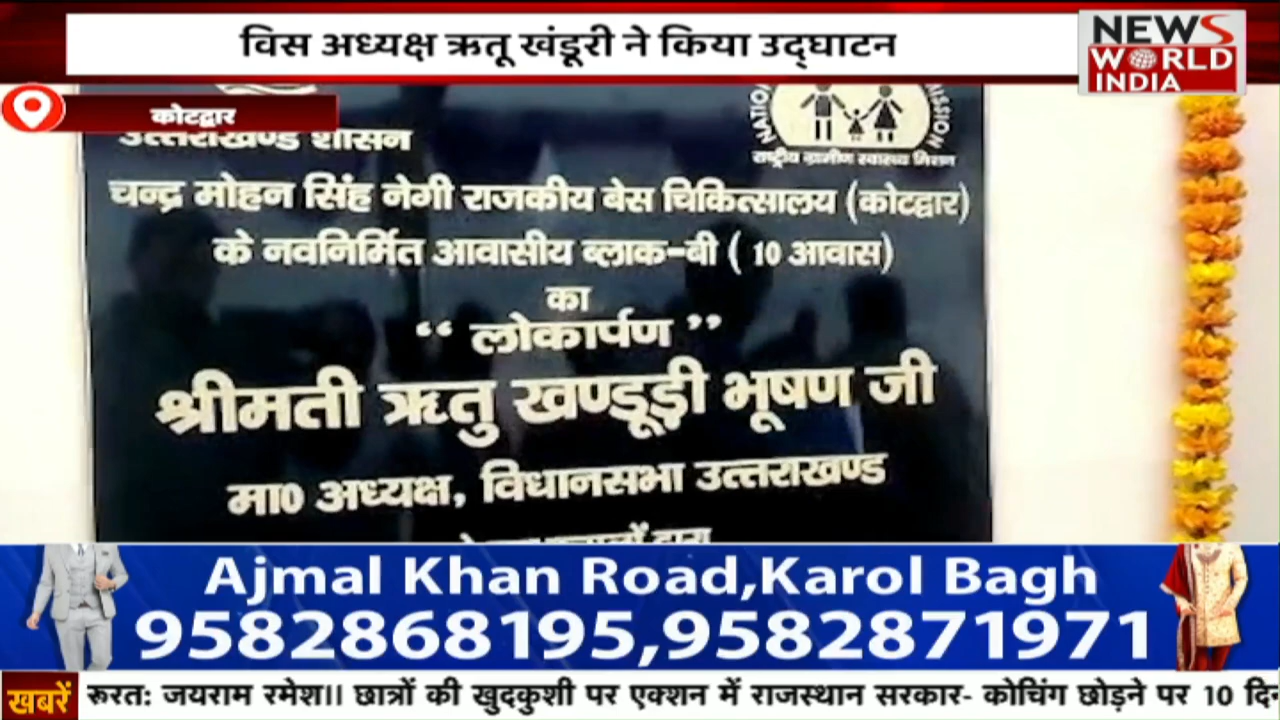 विस अध्यक्ष ऋतू खंडूरी ने किया उद्घाटन
NEWS
WORLD
INDIA
कोटद्वार
उत्तराखण्ड शासन
राष्ट्रीय ग्रामीण स्वास्थ्य मिशन
चन्द्र मोहन सिंह नेगी राजकीय बेस चिकित्सालय (कोटद्वार)
के नवनिर्मित आवासीय ब्लाक-बी ( 10 आवास)
का
“ लोकार्पण ”
श्रीमती ऋतु खण्डूड़ी भूषण जी
मा0 अध्यक्ष, विधानसभा उत्तराखण्ड
Ajmal Khan Road,Karol Bagh
9582868195,9582871971
खबरें
रूरत: जयराम रमेश।। छात्रों की खुदकुशी पर एक्शन में राजस्थान सरकार- कोचिंग छोड़ने पर 10 दिन